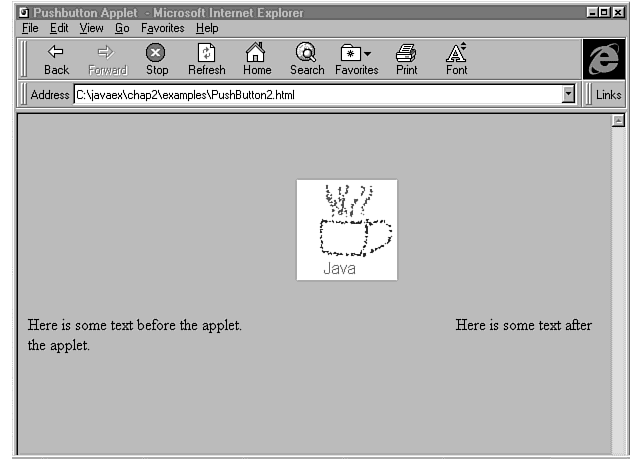 Pushbutton Applet - Microsoft Internet Explorer
File Edit View Go Favorites Help
Back Forward Stop Refresh Home Search Favorites Print Font
Address C:\javaex\chap2\examples\PushButton2.html Links
Java
Here is some text before the applet. Here is some text after
the applet.